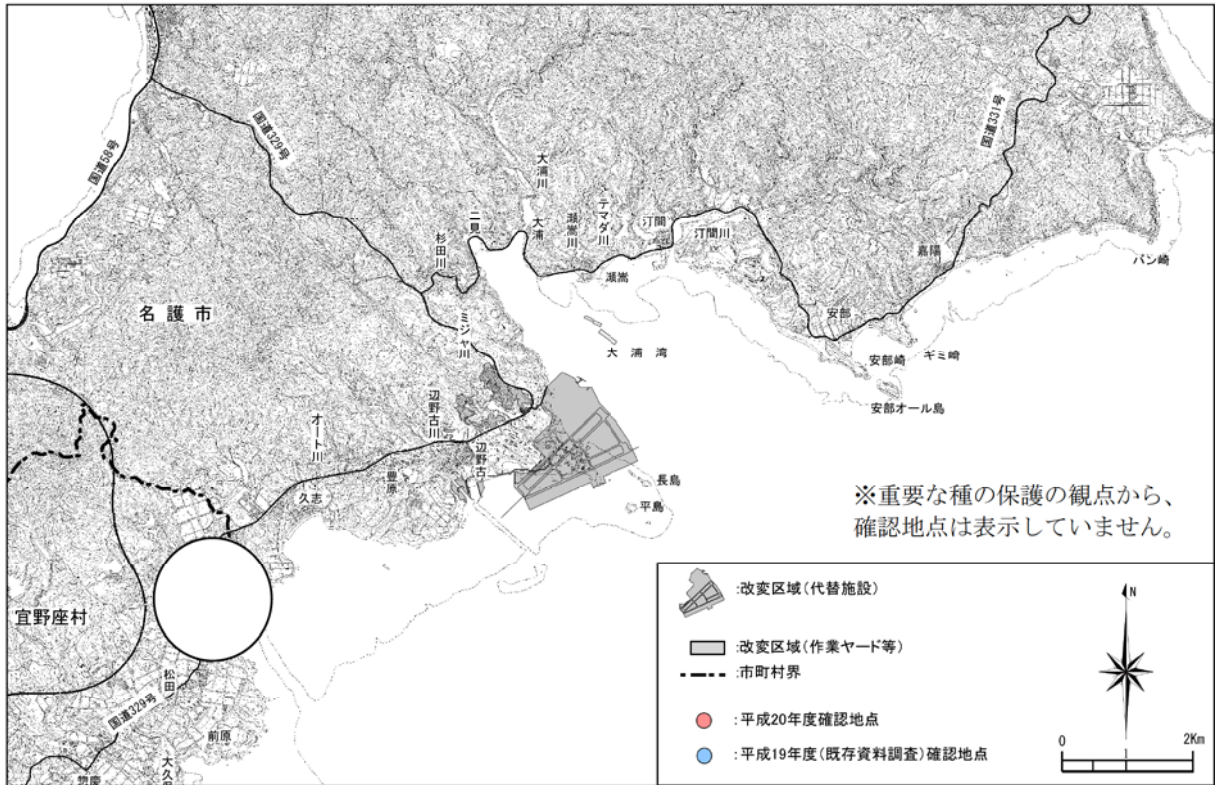 国道58号
国道329号
国道331号
大浦川
テマダ川
瀬嵩川
大浦
二見
杉田川
汀間
汀間川
嘉陽
バン崎
瀬嵩
名護市
ミジャ川
大浦湾
安部
安部崎
ギミ崎
安部オール島
辺野古川
オート川
辺野古
豊原
久志
長島
平島
※重要な種の保護の観点から、
確認地点は表示していません。
宜野座村
松田
国道329号
前原
惣慶
:改変区域(代替施設)
:改変区域(作業ヤード等)
:市町村界
:平成20年度確認地点
:平成19年度(既存資料調査)確認地点
N
0 2Km